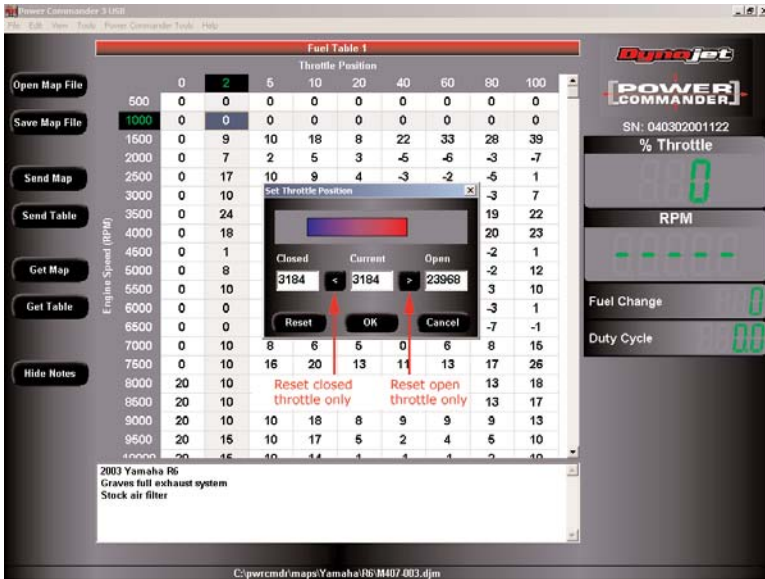 Power Commander 3 USB
File Edit View Tools Power Commander Tools Help
Fuel Table 1
Throttle Position
0 2 5 10 20 40 60 80 100
500 0 0 0 0 0 0 0 0 0
1000 0 0 0 0 0 0 0 0 0
1500 0 9 10 18 8 22 33 28 39
2000 0 7 2 5 3 -5 -6 -3 -7
2500 0 17 10 9 4 -3 -2 -5 1
3000 0 10 -3 7
3500 0 24 19 22
4000 0 18 20 23
4500 0 1 -2 1
5000 0 8 -2 12
5500 0 10 3 10
6000 0 0 -3 1
6500 0 0 -7 -1
7000 0 10 8 6 5 0 6 8 15
7500 0 10 16 20 13 11 13 17 26
8000 20 10 13 18
8500 20 10 13 17
9000 20 10 10 18 8 9 9 9 13
9500 20 15 10 17 5 2 4 5 10
Engine Speed (RPM)
Open Map File
Save Map File
Send Map
Send Table
Get Map
Get Table
Hide Notes
Set Throttle Position
Closed Current Open
3184 < 3184 > 23968
Reset OK Cancel
Reset closed
throttle only
Reset open
throttle only
Dynojet
POWER
COMMANDER
SN: 040302001122
% Throttle
0
RPM
- - - - -
Fuel Change 0
Duty Cycle 0.0
2003 Yamaha R6
Graves full exhaust system
Stock air filter
C:\pwrcmdr\maps\Yamaha\R6\M407-003.djm